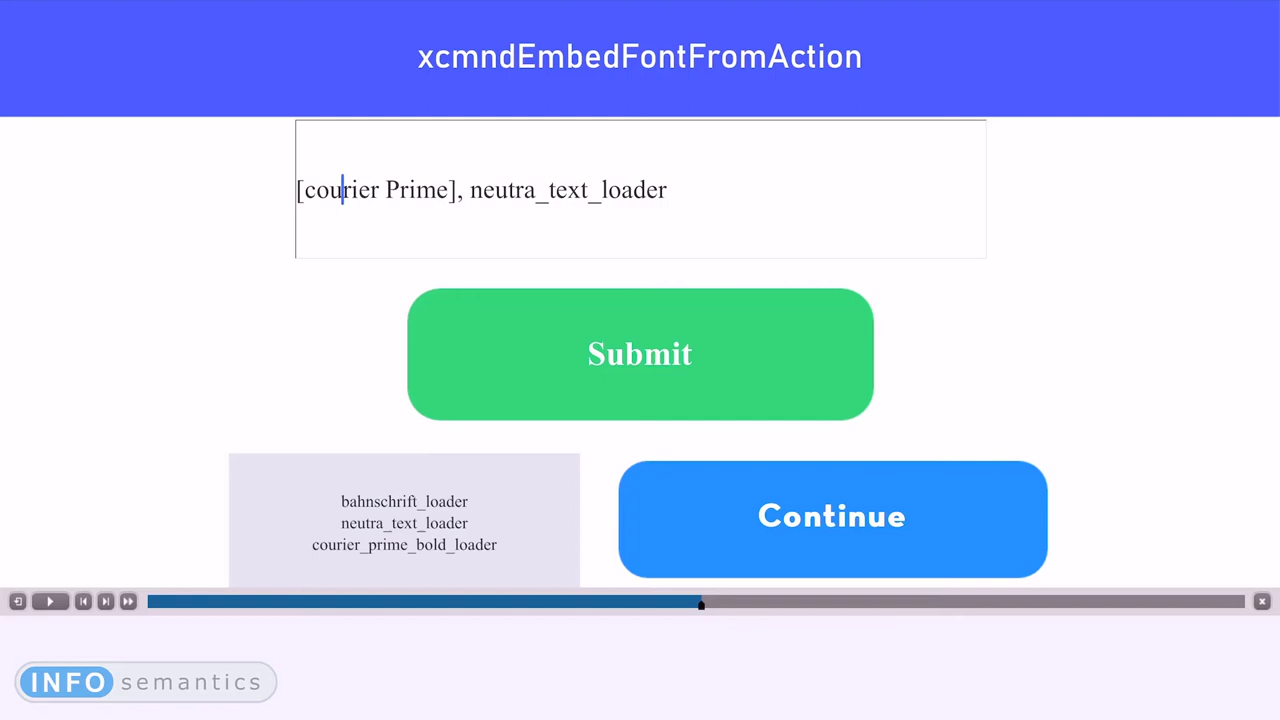 xcmndEmbedFontFromAction
[courier Prime], neutra_text_loader
Submit
bahnschrift_loader
neutra_text_loader
courier_prime_bold_loader
Continue
INFO semantics